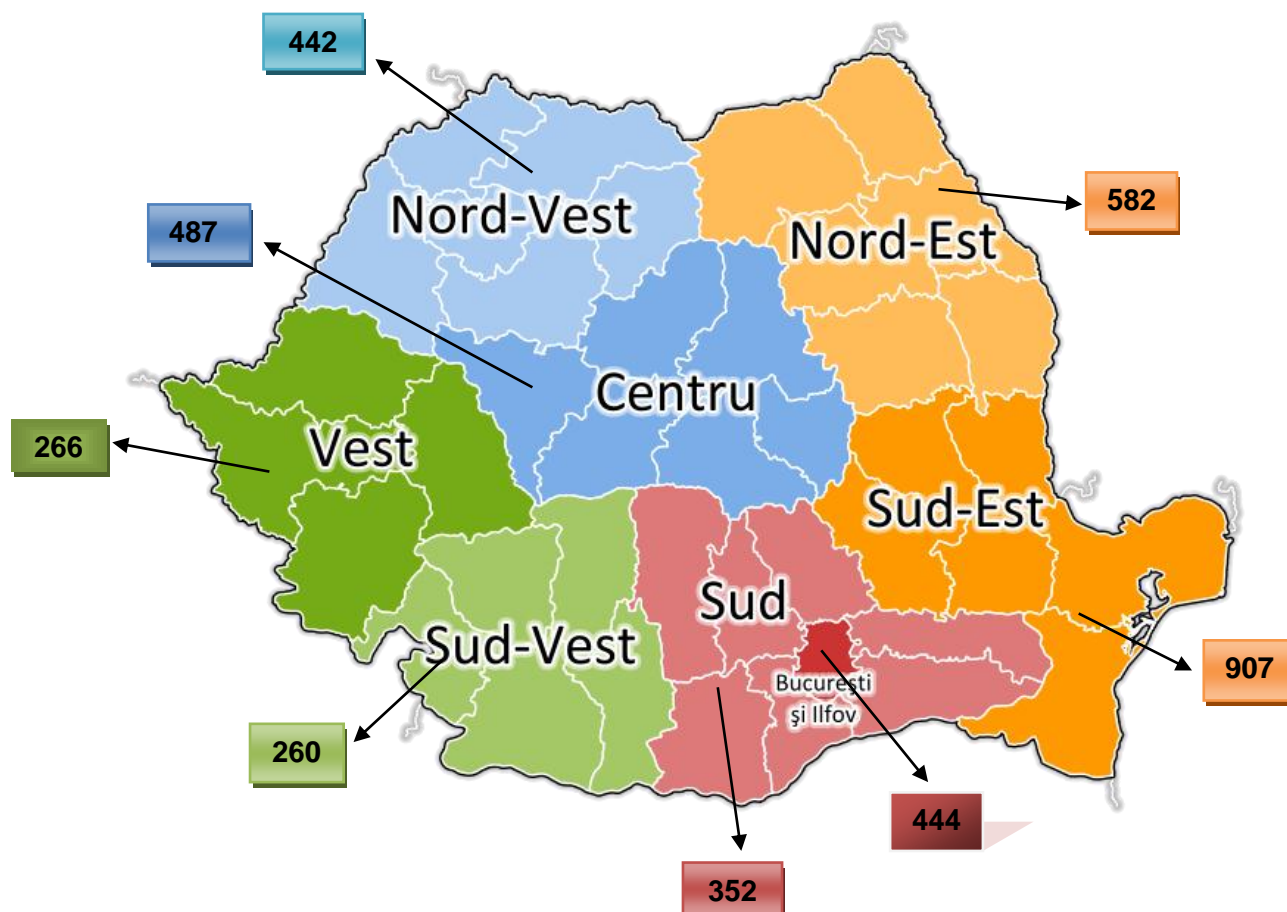 442
Nord-Vest
582
487
Nord-Est
Centru
266
Vest
Sud-Est
Sud
Sud-Vest
907
București
și Ilfov
260
444
352